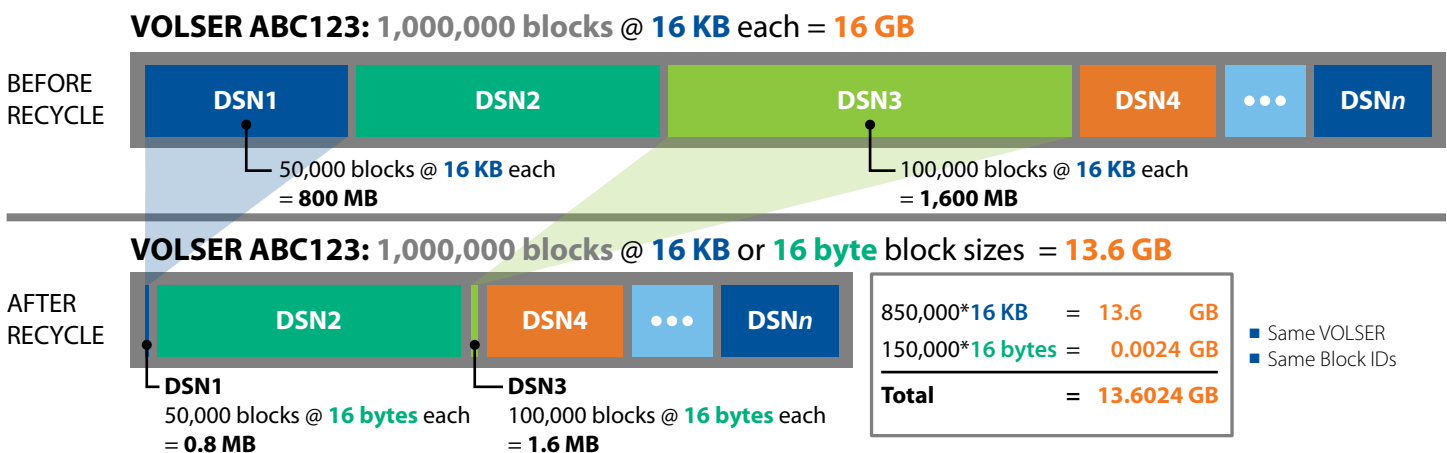 VOLSER ABC123: 1,000,000 blocks @ 16 KB each = 16 GB
BEFORE
RECYCLE
DSN1
DSN2
DSN3
DSN4
DSNn
50,000 blocks @ 16 KB each
= 800 MB
100,000 blocks @ 16 KB each
= 1,600 MB
VOLSER ABC123: 1,000,000 blocks @ 16 KB or 16 byte block sizes = 13.6 GB
AFTER
RECYCLE
DSN2
DSN4
DSNn
DSN1
50,000 blocks @ 16 bytes each
= 0.8 MB
DSN3
100,000 blocks @ 16 bytes each
= 1.6 MB
850,000*16 KB = 13.6 GB
150,000*16 bytes = 0.0024 GB
Total = 13.6024 GB
■ Same VOLSER
■ Same Block IDs